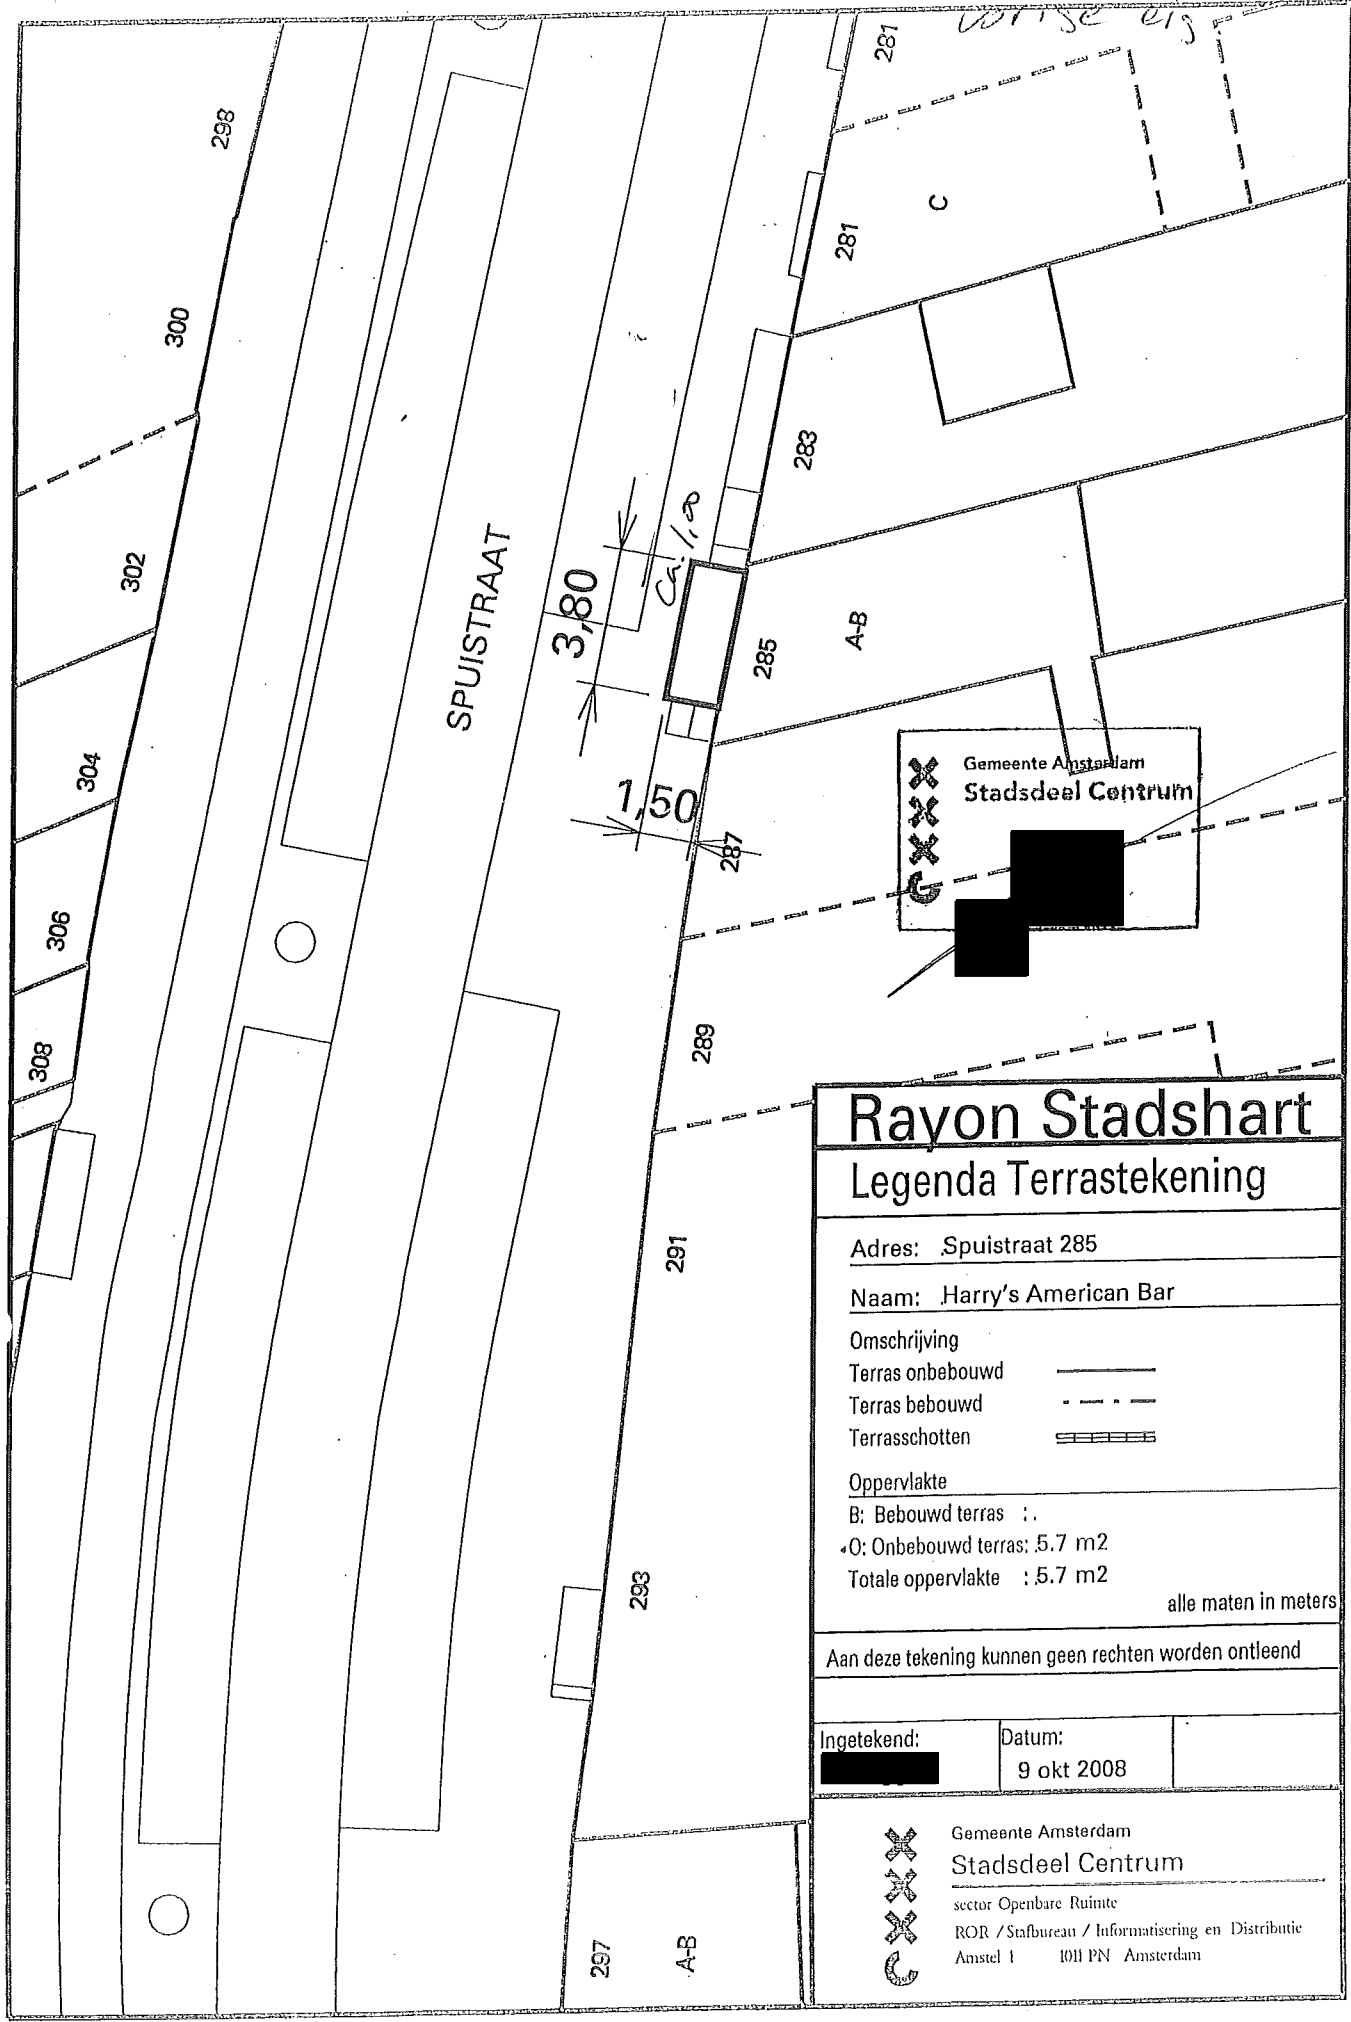 vorige eig
281
298
C
281
300
283
ca. 1,00
302
SPUISTRAAT
3,80
285
A-B
304
1,50
287
Gemeente Amsterdam
Stadsdeel Centrum
306
289
308
291
293
297
A-B
Rayon Stadshart
Legenda Terrastekening
Adres: Spuistraat 285
Naam: Harry's American Bar
Omschrijving
Terras onbebouwd
Terras bebouwd
Terrasschotten
Oppervlakte
B: Bebouwd terras :.
O: Onbebouwd terras: 5.7 m2
Totale oppervlakte : 5.7 m2
alle maten in meters
Aan deze tekening kunnen geen rechten worden ontleend
Ingetekend:
Datum:
9 okt 2008
Gemeente Amsterdam
Stadsdeel Centrum
sector Openbare Ruimte
ROR / Stafbureau / Informatisering en Distributie
Amstel 1 1011 PN Amsterdam